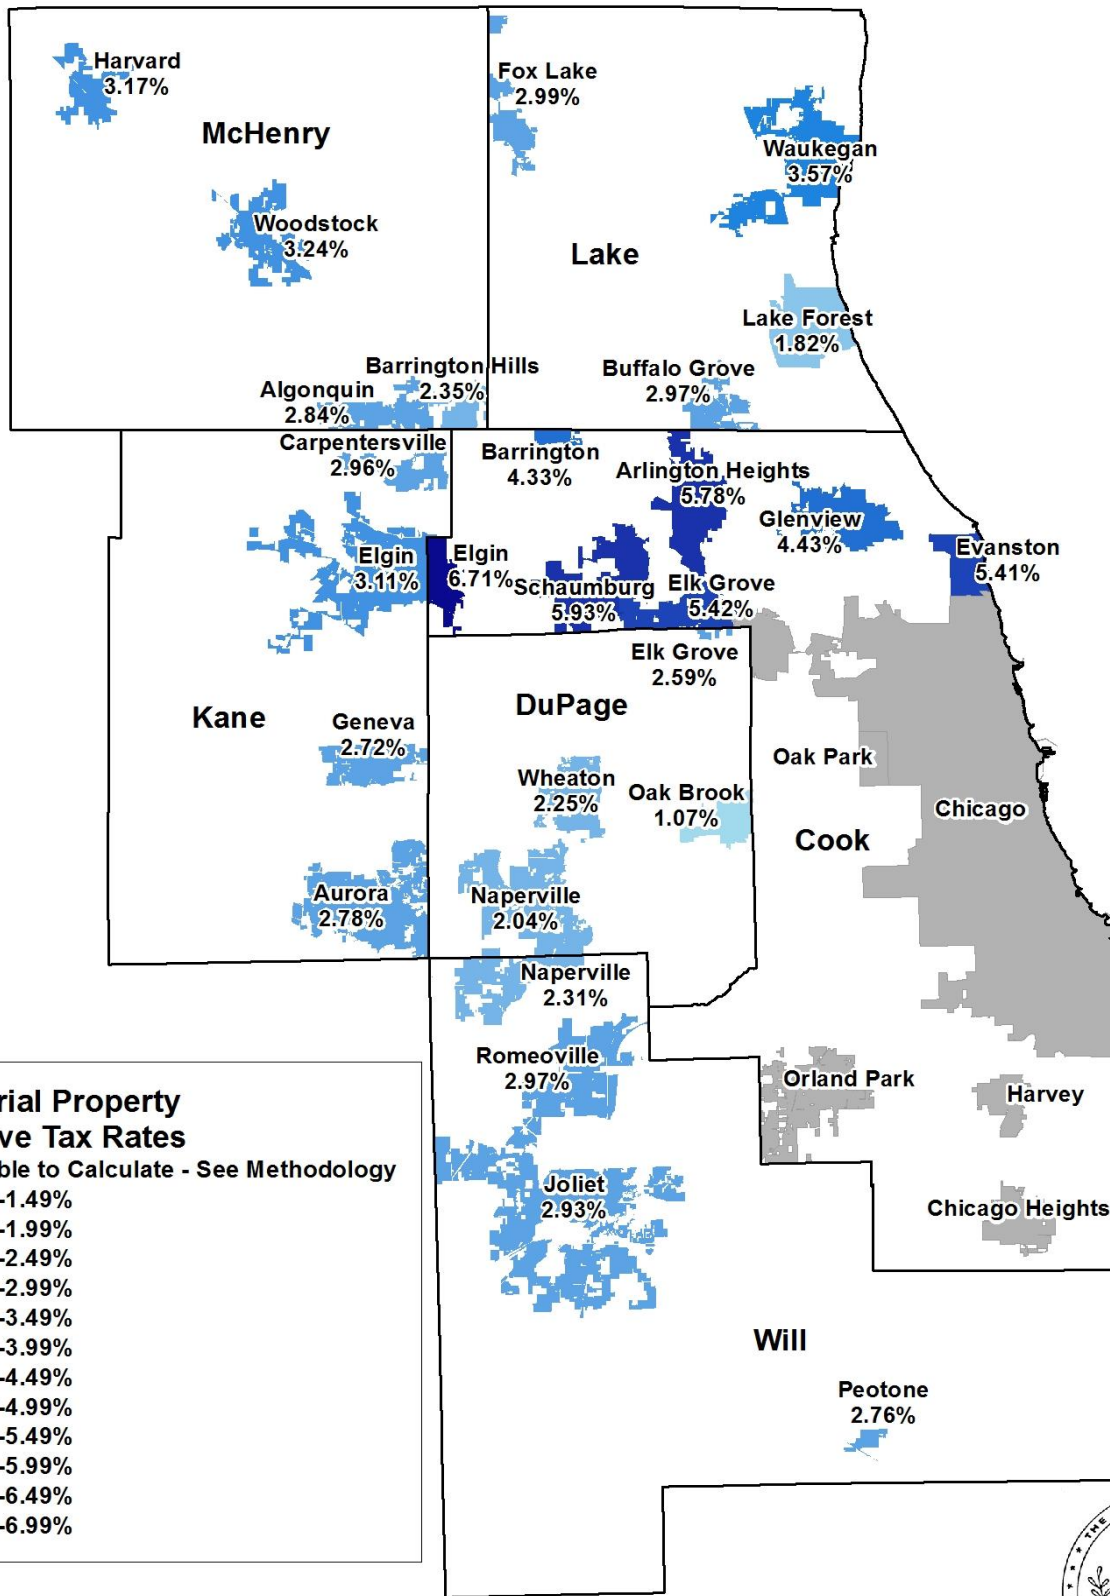 Harvard
3.17%
Fox Lake
2.99%
McHenry
Waukegan
3.57%
Woodstock
3.24%
Lake
Lake Forest
1.82%
Barrington Hills
2.35%
Buffalo Grove
2.97%
Algonquin
2.84%
Carpentersville
2.96%
Barrington
4.33%
Arlington Heights
5.78%
Glenview
4.43%
Evanston
5.41%
Elgin
3.11%
Elgin
6.71%
Schaumburg
5.93%
Elk Grove
5.42%
Elk Grove
2.59%
Kane
DuPage
Geneva
2.72%
Oak Park
Wheaton
2.25%
Oak Brook
1.07%
Chicago
Cook
Aurora
2.78%
Naperville
2.04%
Naperville
2.31%
Romeoville
2.97%
Orland Park
Harvey
Joliet
2.93%
Chicago Heights
Will
Peotone
2.76%
rial Property
ve Tax Rates
ble to Calculate - See Methodology
-1.49%
-1.99%
-2.49%
-2.99%
-3.49%
-3.99%
-4.49%
-4.99%
-5.49%
-5.99%
-6.49%
-6.99%
THE